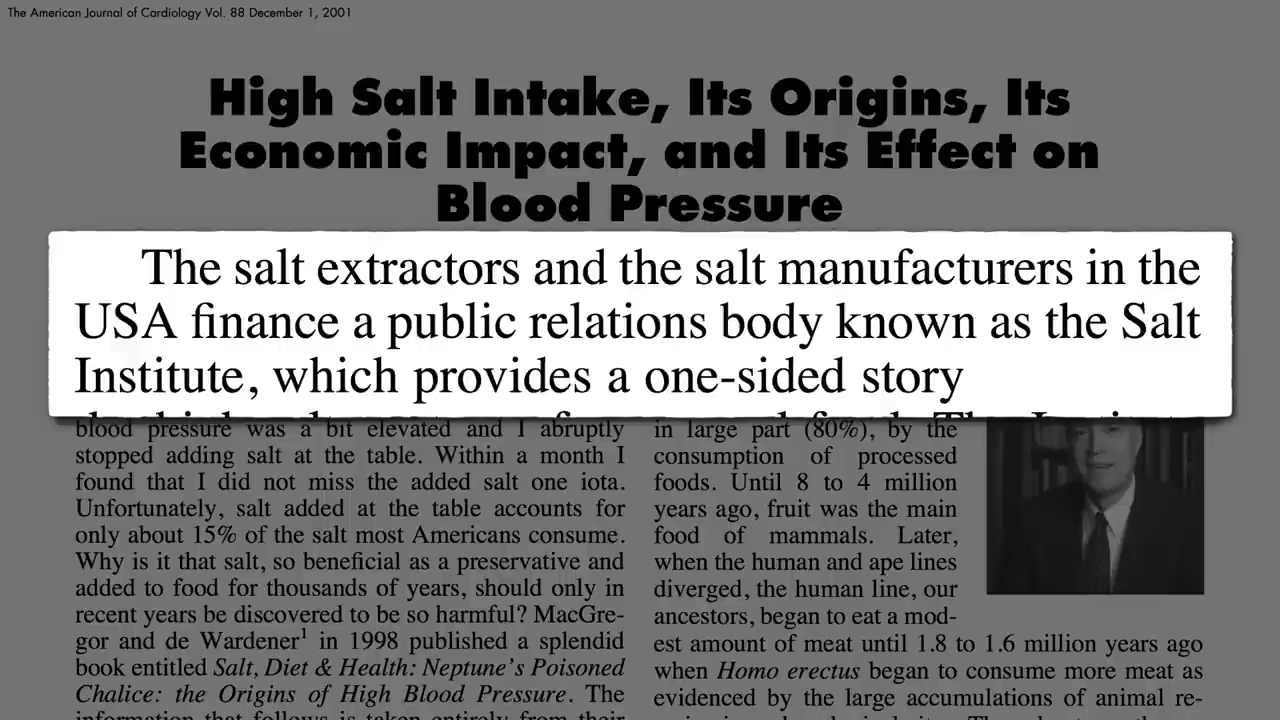 The American Journal of Cardiology Vol. 88 December 1, 2001
High Salt Intake, Its Origins, Its
Economic Impact, and Its Effect on
Blood Pressure
The salt extractors and the salt manufacturers in the
USA finance a public relations body known as the Salt
Institute, which provides a one-sided story
blood pressure was a bit elevated and I abruptly
stopped adding salt at the table. Within a month I
found that I did not miss the added salt one iota.
Unfortunately, salt added at the table accounts for
only about 15% of the salt most Americans consume.
Why is it that salt, so beneficial as a preservative and
added to food for thousands of years, should only in
recent years be discovered to be so harmful? MacGre-
gor and de Wardener1 in 1998 published a splendid
book entitled Salt, Diet & Health: Neptune's Poisoned
Chalice: the Origins of High Blood Pressure. The
information that follows is taken entirely from their
in large part (80%), by the
consumption of processed
foods. Until 8 to 4 million
years ago, fruit was the main
food of mammals. Later,
when the human and ape lines
diverged, the human line, our
ancestors, began to eat a mod-
est amount of meat until 1.8 to 1.6 million years ago
when Homo erectus began to consume more meat as
evidenced by the large accumulations of animal re-